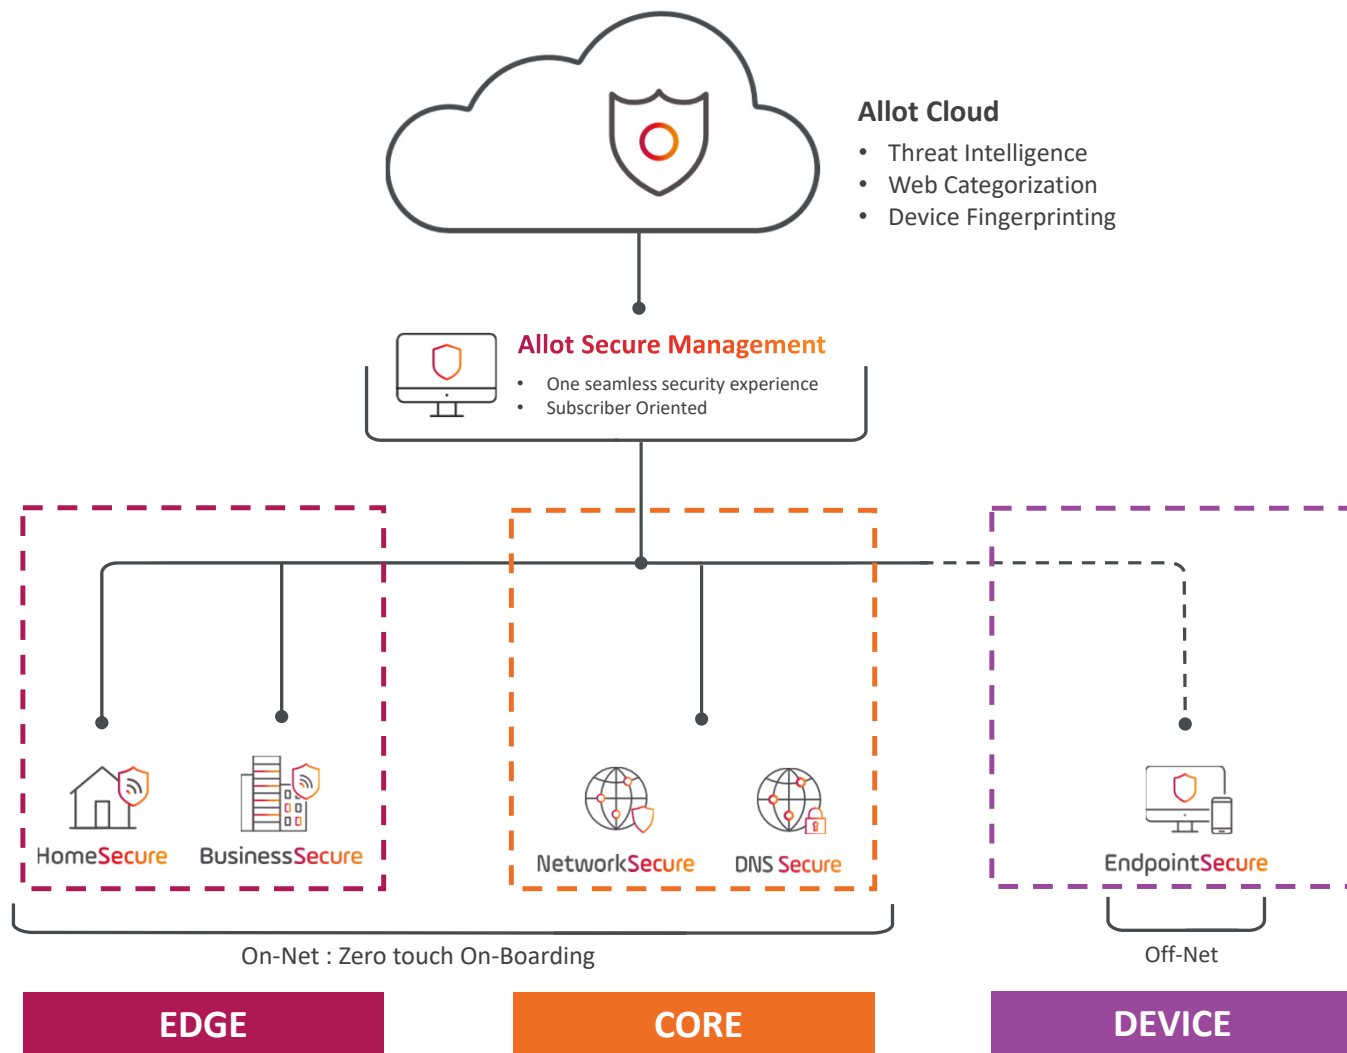 Allot Cloud
• Threat Intelligence
• Web Categorization
• Device Fingerprinting
Allot Secure Management
• One seamless security experience
• Subscriber Oriented
HomeSecure
BusinessSecure
NetworkSecure
DNS Secure
EndpointSecure
On-Net : Zero touch On-Boarding
Off-Net
EDGE
CORE
DEVICE